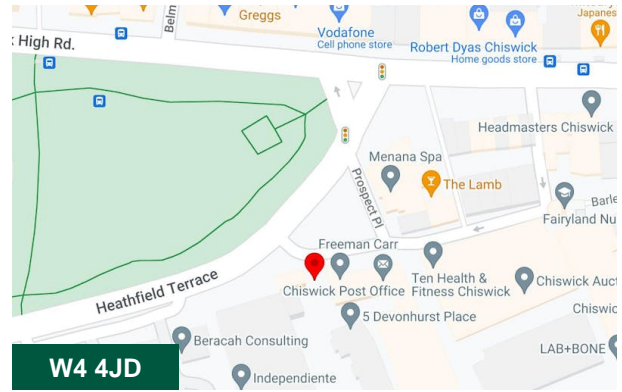 Greggs
Vodafone
Cell phone store
Robert Dyas Chiswick
Home goods store
Japanes
Belm
k High Rd.
Headmasters Chiswick
Menana Spa
The Lamb
Prospect Pl
Barle
Fairyland Nu
Freeman Carr
Chiswick Post Office
Ten Health &
Fitness Chiswick
Chiswick Auct
Heathfield Terrace
5 Devonhurst Place
Chiswic
Beracah Consulting
LAB+BONE
Independiente
W4 4JD